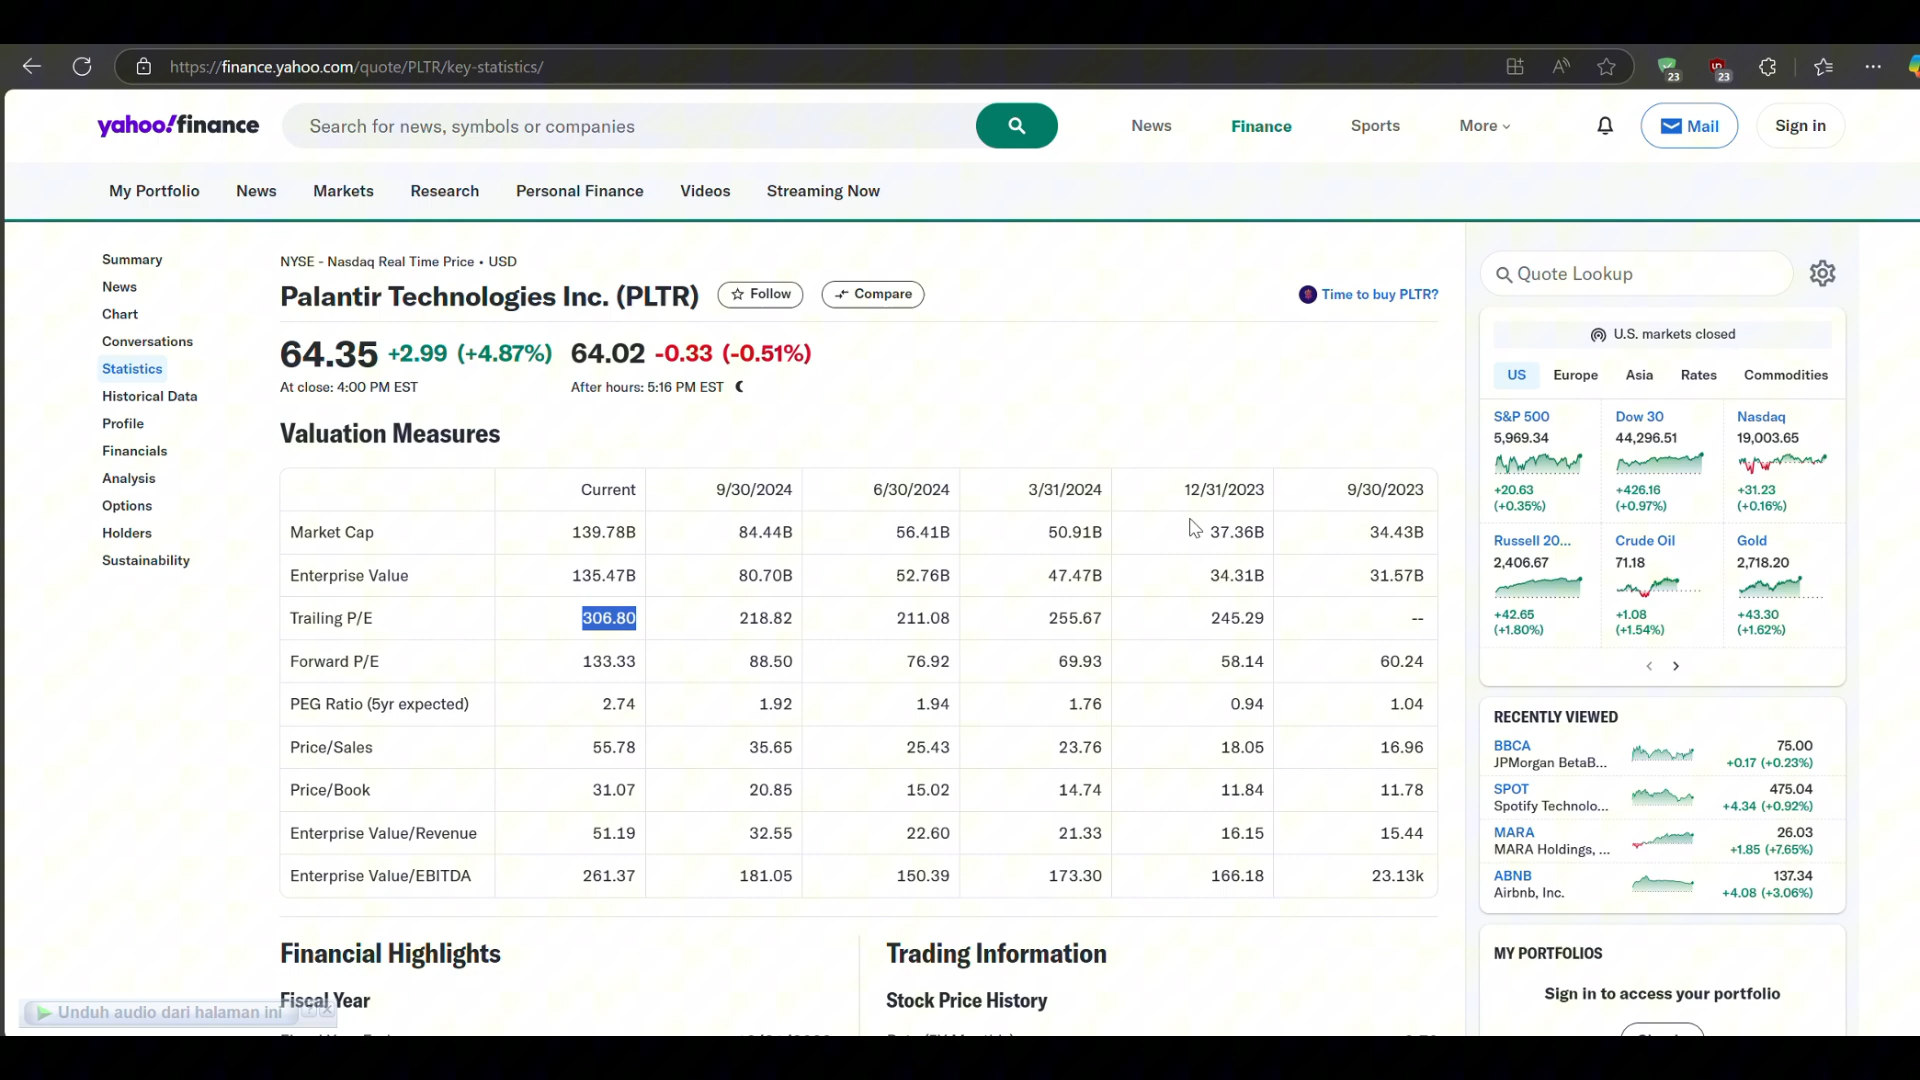 https://finance.yahoo.com/quote/PLTR/key-statistics/
23
23
yahoo!finance
Search for news, symbols or companies
News
Finance
Sports
More
Mail
Sign in
My Portfolio
News
Markets
Research
Personal Finance
Videos
Streaming Now
Summary
News
Chart
Conversations
Statistics
Historical Data
Profile
Financials
Analysis
Options
Holders
Sustainability
NYSE - Nasdaq Real Time Price • USD
Palantir Technologies Inc. (PLTR)
Follow
Compare
Time to buy PLTR?
64.35 +2.99 (+4.87%) 64.02 -0.33 (-0.51%)
At close: 4:00 PM EST
After hours: 5:16 PM EST
Valuation Measures
Current 9/30/2024 6/30/2024 3/31/2024 12/31/2023 9/30/2023
Market Cap 139.78B 84.44B 56.41B 50.91B 37.36B 34.43B
Enterprise Value 135.47B 80.70B 52.76B 47.47B 34.31B 31.57B
Trailing P/E 306.80 218.82 211.08 255.67 245.29 --
Forward P/E 133.33 88.50 76.92 69.93 58.14 60.24
PEG Ratio (5yr expected) 2.74 1.92 1.94 1.76 0.94 1.04
Price/Sales 55.78 35.65 25.43 23.76 18.05 16.96
Price/Book 31.07 20.85 15.02 14.74 11.84 11.78
Enterprise Value/Revenue 51.19 32.55 22.60 21.33 16.15 15.44
Enterprise Value/EBITDA 261.37 181.05 150.39 173.30 166.18 23.13k
Financial Highlights
Fiscal Year
Trading Information
Stock Price History
Unduh audio dari halaman ini
Quote Lookup
U.S. markets closed
US Europe Asia Rates Commodities
S&P 500 Dow 30 Nasdaq
5,969.34 44,296.51 19,003.65
+20.63 +426.16 +31.23
(+0.35%) (+0.97%) (+0.16%)
Russell 20... Crude Oil Gold
2,406.67 71.18 2,718.20
+42.65 +1.08 +43.30
(+1.80%) (+1.54%) (+1.62%)
RECENTLY VIEWED
BBCA 75.00
JPMorgan BetaB... +0.17 (+0.23%)
SPOT 475.04
Spotify Technolo... +4.34 (+0.92%)
MARA 26.03
MARA Holdings, ... +1.85 (+7.65%)
ABNB 137.34
Airbnb, Inc. +4.08 (+3.06%)
MY PORTFOLIOS
Sign in to access your portfolio